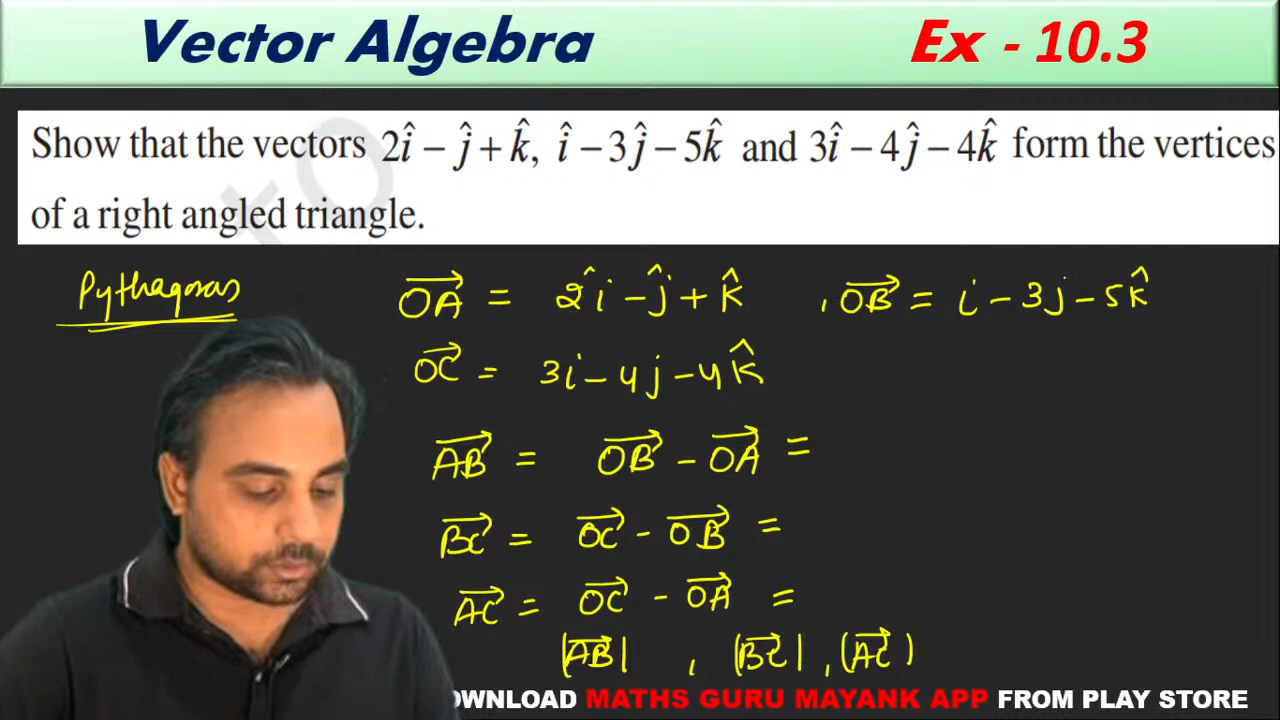 Vector Algebra Ex - 10.3
Show that the vectors 2î − ĵ + k̂, î − 3ĵ − 5k̂ and 3î − 4ĵ − 4k̂ form the vertices
of a right angled triangle.
to
Pythagoras
OA⃗ = 2î − ĵ + k̂ , OB⃗ = i − 3j − 5k̂
OC⃗ = 3i − 4j − 4k̂
AB⃗ = OB⃗ − OA⃗ =
BC⃗ = OC⃗ − OB⃗ =
AC⃗ = OC⃗ − OA⃗ =
|AB⃗| , |BC⃗| , |AC⃗|
OWNLOAD MATHS GURU MAYANK APP FROM PLAY STORE